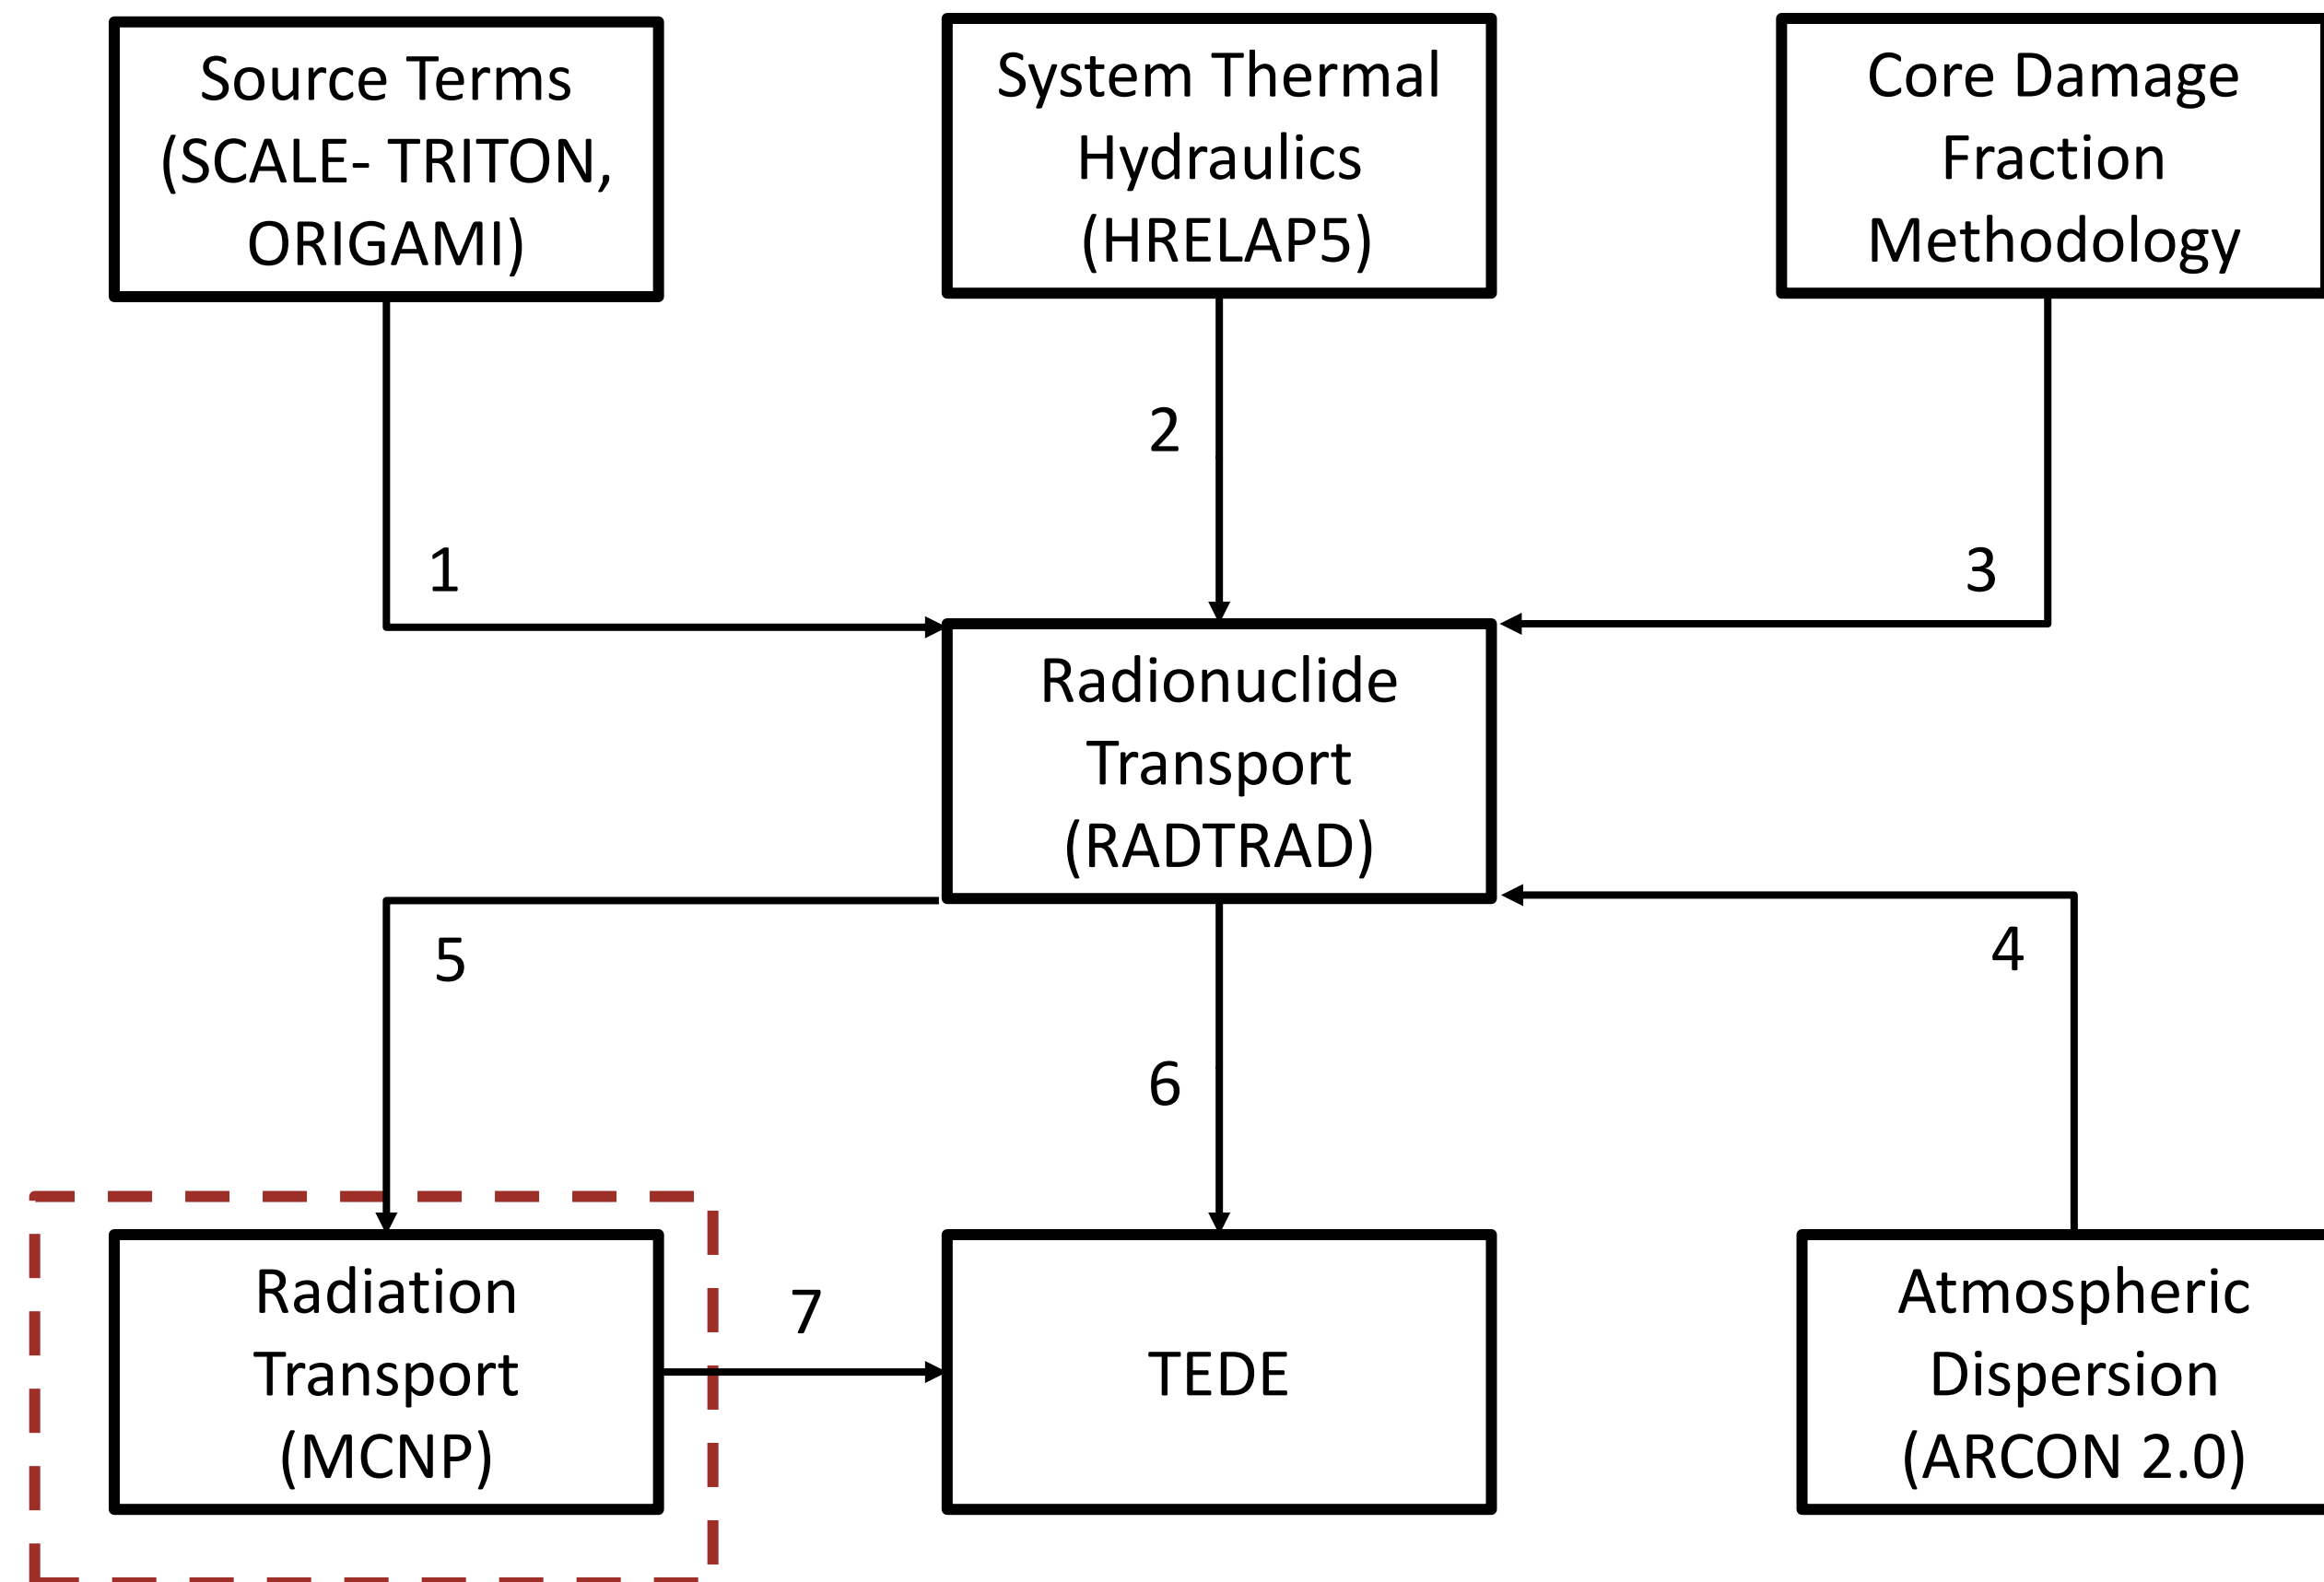 Source Terms
(SCALE- TRITON,
ORIGAMI)
System Thermal
Hydraulics
(HRELAP5)
Core Damage
Fraction
Methodology
2
1
3
Radionuclide
Transport
(RADTRAD)
5
4
6
Radiation
Transport
(MCNP)
7
TEDE
Atmospheric
Dispersion
(ARCON 2.0)